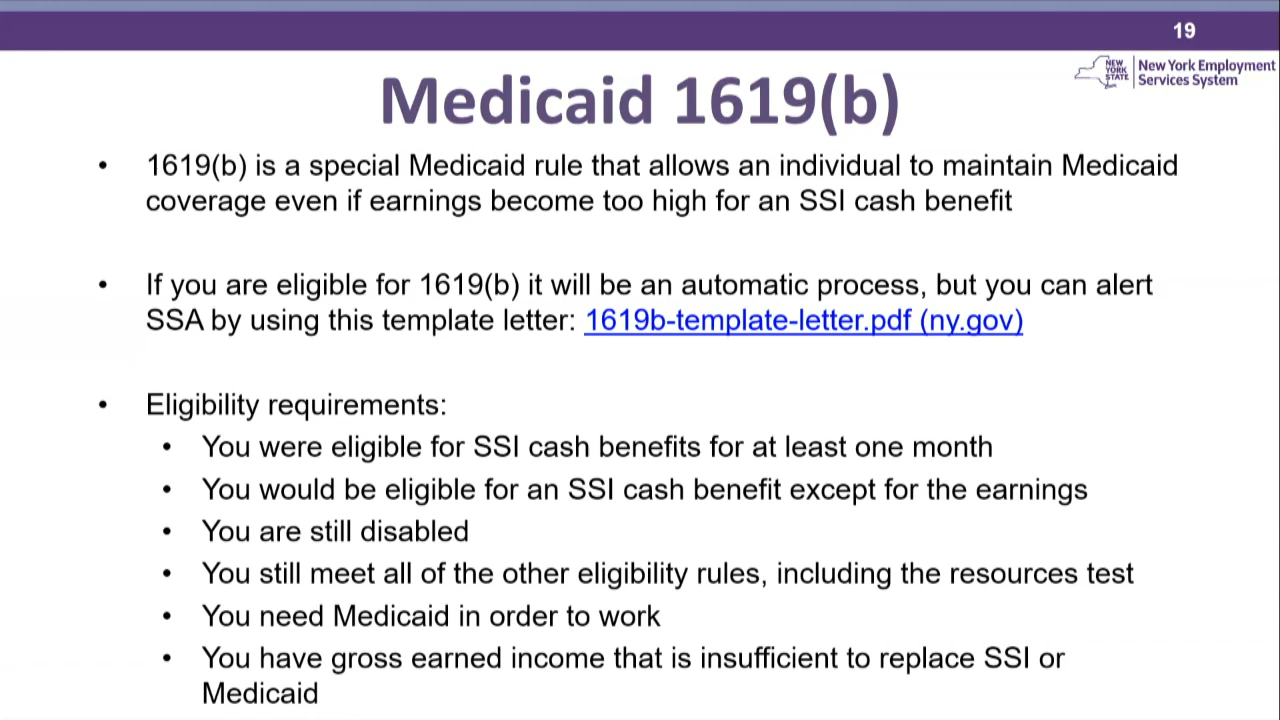 19
NEW
YORK
STATE
New York Employment
Services System
Medicaid 1619(b)
• 1619(b) is a special Medicaid rule that allows an individual to maintain Medicaid
coverage even if earnings become too high for an SSI cash benefit
• If you are eligible for 1619(b) it will be an automatic process, but you can alert
SSA by using this template letter: 1619b-template-letter.pdf (ny.gov)
• Eligibility requirements:
• You were eligible for SSI cash benefits for at least one month
• You would be eligible for an SSI cash benefit except for the earnings
• You are still disabled
• You still meet all of the other eligibility rules, including the resources test
• You need Medicaid in order to work
• You have gross earned income that is insufficient to replace SSI or
Medicaid